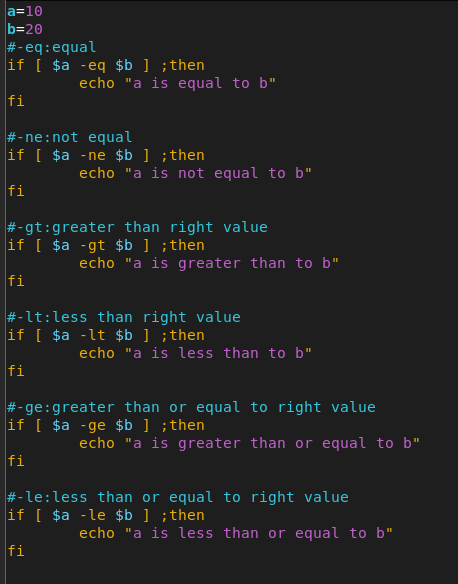 a=10
b=20
#-eq:equal
if [ $a -eq $b ] ;then
        echo "a is equal to b"
fi

#-ne:not equal
if [ $a -ne $b ] ;then
        echo "a is not equal to b"
fi

#-gt:greater than right value
if [ $a -gt $b ] ;then
        echo "a is greater than to b"
fi

#-lt:less than right value
if [ $a -lt $b ] ;then
        echo "a is less than to b"
fi

#-ge:greater than or equal to right value
if [ $a -ge $b ] ;then
        echo "a is greater than or equal to b"
fi

#-le:less than or equal to right value
if [ $a -le $b ] ;then
        echo "a is less than or equal to b"
fi